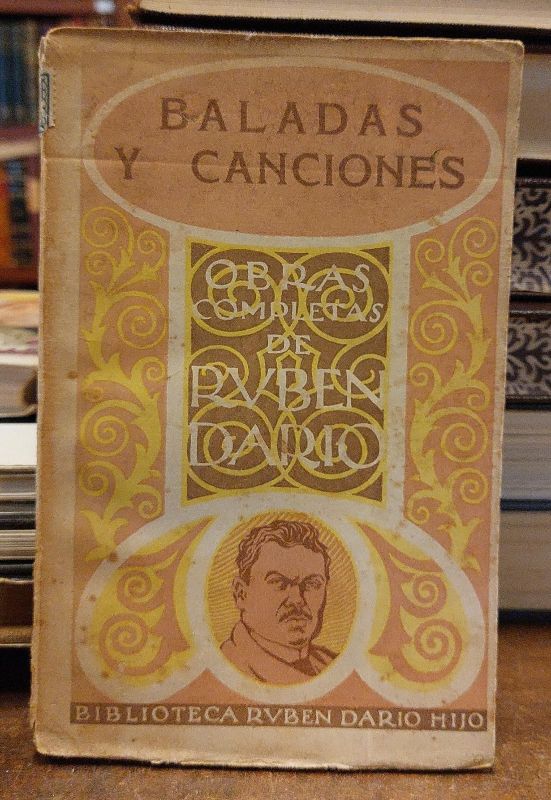 BALADAS
Y CANCIONES
OBRAS
COMPLETAS
DE
RVBEN
DARIO
BIBLIOTECA RVBEN DARIO HIJO